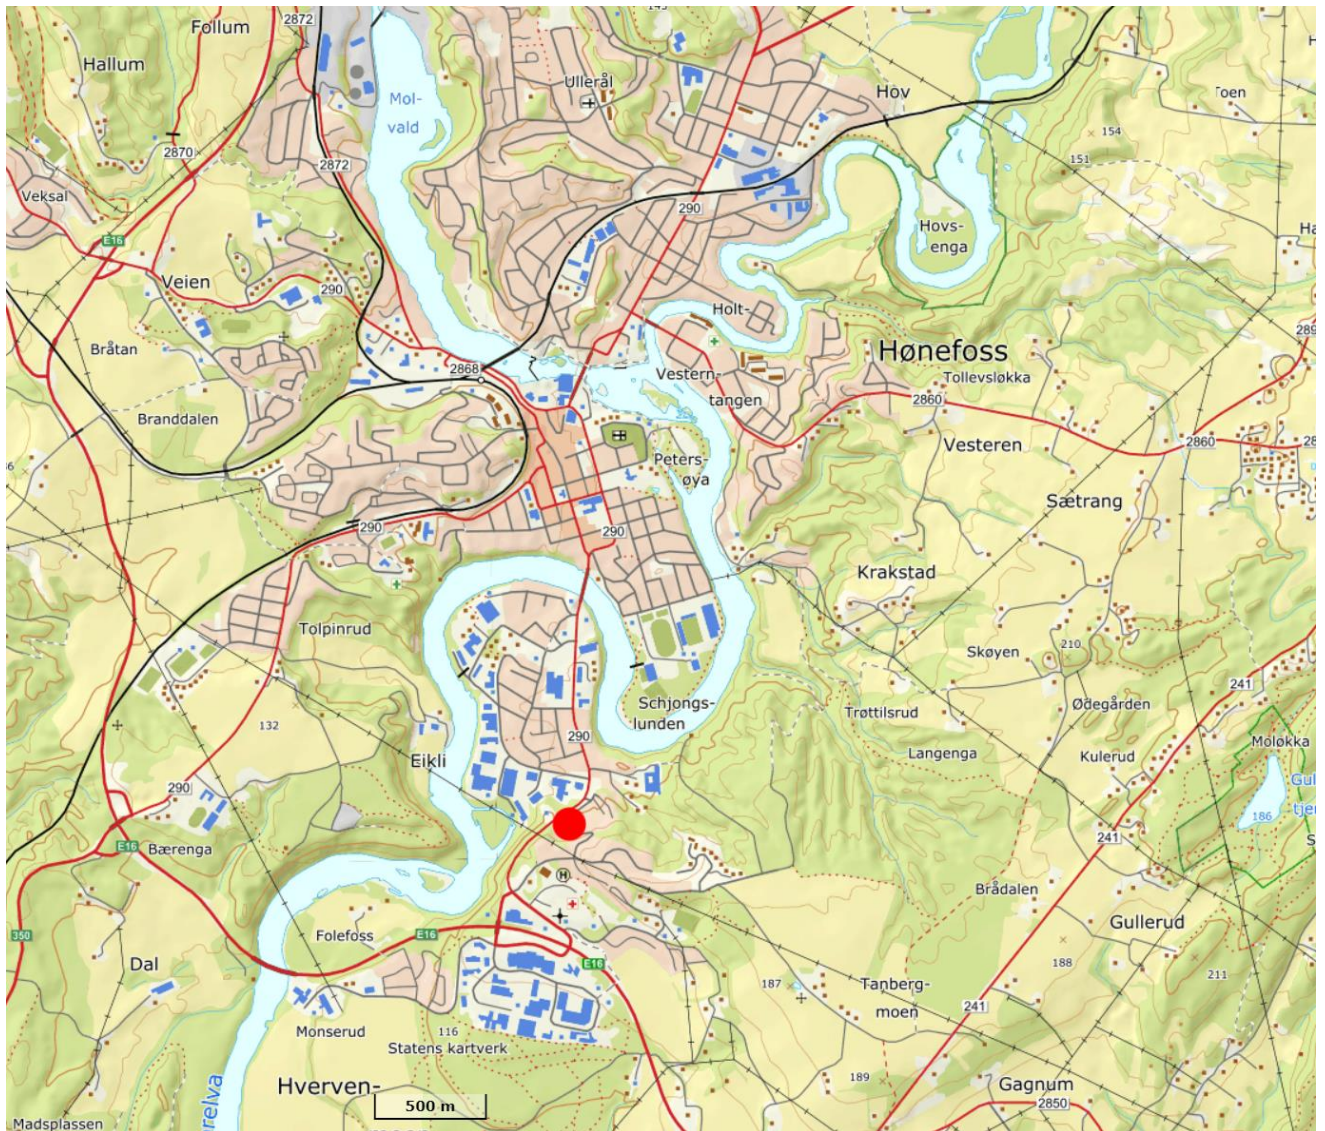 2872
Follum
Hallum
Mol-
vald
Ullerål
Hov
154
151
2870
2872
Veksal
290
E16
Hovs-
enga
Veien
290
Holt-
Hønefoss
Bråtan
2868
Vestern-
tangen
Tollevsløkka
2860
Branddalen
Vesteren
2860
Peters-
øya
Sætrang
290
290
Krakstad
Tolpinrud
Skøyen
210
241
132
Schjongs-
lunden
Trøttilsrud
Ødegården
290
Eikli
Langenga
Kulerud
Moløkka
290
186
E16
Bærenga
241
H
Brådalen
Gullerud
350
Folefoss
E16
Dal
E16
188
211
187
Tanberg-
moen
241
Monserud
116
Statens kartverk
189
Hverven-
500 m
Gagnum
2850
Madsplassen